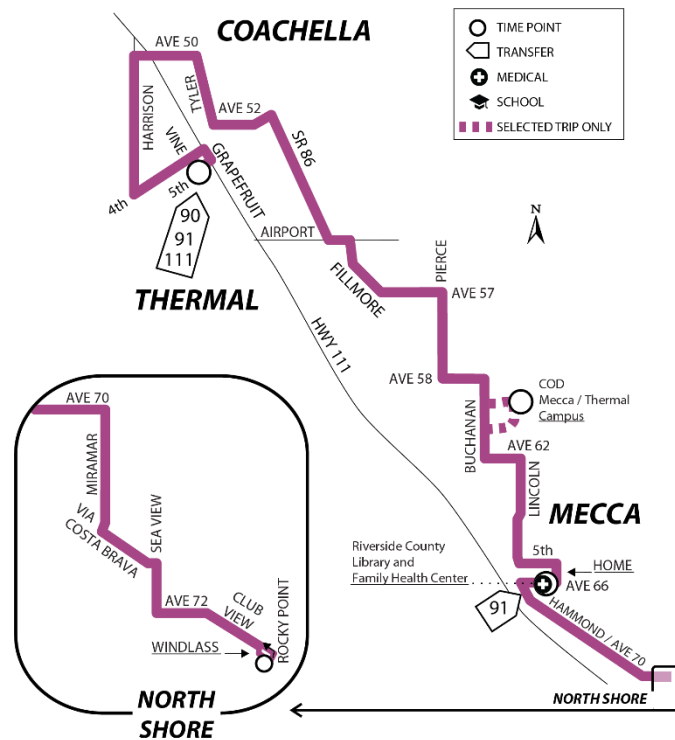 COACHELLA
TIME POINT
TRANSFER
MEDICAL
SCHOOL
SELECTED TRIP ONLY
AVE 50
TYLER
HARRISON
AVE 52
VINE
GRAPEFRUIT
SR 86
4th
5th
90
91
111
THERMAL
AIRPORT
N
FILLMORE
PIERCE
AVE 57
HWY 111
AVE 58
COD
Mecca / Thermal
Campus
BUCHANAN
AVE 62
LINCOLN
MECCA
5th
HOME
Riverside County
Library and
Family Health Center
AVE 66
91
HAMMOND / AVE 70
NORTH SHORE
AVE 70
MIRAMAR
VIA
COSTA BRAVA
SEA VIEW
AVE 72
CLUB
VIEW
ROCKY POINT
WINDLASS
NORTH
SHORE